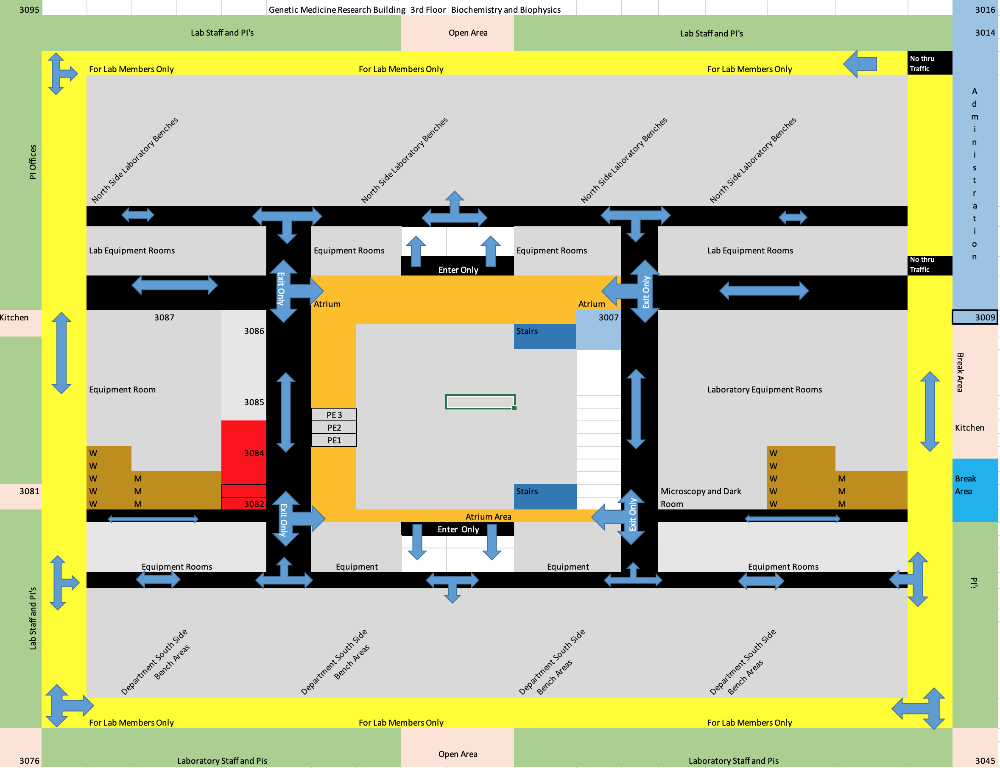 3095
Genetic Medicine Research Building 3rd Floor Biochemistry and Biophysics
3016
Lab Staff and PI's
Open Area
Lab Staff and PI's
3014
For Lab Members Only
For Lab Members Only
For Lab Members Only
No thru
Traffic
Administration
PI Offices
North Side Laboratory Benches
North Side Laboratory Benches
North Side Laboratory Benches
North Side Laboratory Benches
Lab Equipment Rooms
Equipment Rooms
Enter Only
Equipment Rooms
Lab Equipment Rooms
No thru
Traffic
Exit Only
Exit Only
Atrium
Atrium
Kitchen
3087
3086
Stairs
3007
3009
Break Area
Equipment Room
3085
Laboratory Equipment Rooms
PE 3
PE2
PE1
Kitchen
W
W
W
W
W
M
M
M
3084
3082
3081
Stairs
Microscopy and Dark
Room
W
W
W
W
W
M
M
M
Break
Area
Exit Only
Exit Only
Atrium Area
Enter Only
Equipment Rooms
Equipment
Equipment
Equipment Rooms
Lab Staff and PI's
PI's
Department South Side
Bench Areas
Department South Side
Bench Areas
Department South Side
Bench Areas
Department South Side
Bench Areas
For Lab Members Only
For Lab Members Only
For Lab Members Only
3076
Laboratory Staff and Pis
Open Area
Laboratory Staff and Pis
3045